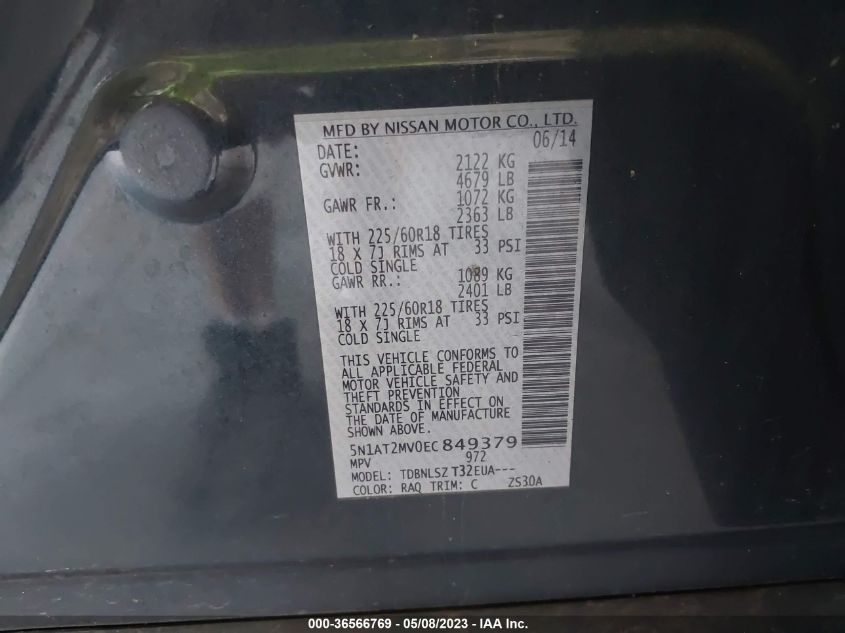 MFD BY NISSAN MOTOR CO., LTD.
DATE: 06/14
GVWR: 2122 KG
4679 LB
GAWR FR.: 1072 KG
2363 LB
WITH 225/60R18 TIRES
18 X 7J RIMS AT 33 PSI
COLD SINGLE
GAWR RR.: 1089 KG
2401 LB
WITH 225/60R18 TIRES
18 X 7J RIMS AT 33 PSI
COLD SINGLE
THIS VEHICLE CONFORMS TO
ALL APPLICABLE FEDERAL
MOTOR VEHICLE SAFETY AND
THEFT PREVENTION
STANDARDS IN EFFECT ON
THE DATE OF MANUFACTURE
SHOWN ABOVE.
5N1AT2MV0EC849379
MPV 972
MODEL: TDBNLSZ T32EUA---
COLOR: RAQ TRIM: C ZS30A
000-36566769 - 05/08/2023 - IAA Inc.